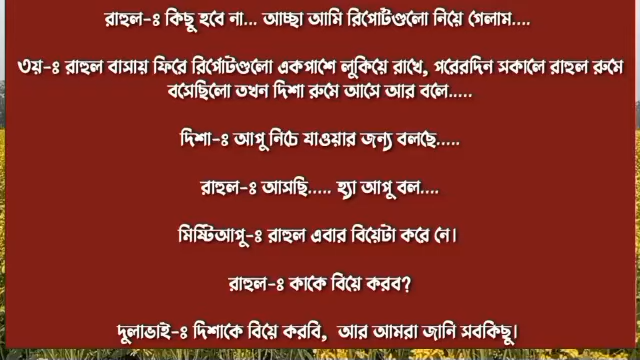 রাহুল-ঃ কিছু হবে না... আচ্ছা আমি রিপোর্টগুলো নিয়ে গেলাম....
৩য়-ঃ রাহুল বাসায় ফিরে রির্পোটগুলো একপাশে লুকিয়ে রাখে, পরেরদিন সকালে রাহুল রুমে
বসেছিলো তখন দিশা রুমে আসে আর বলে.....
দিশা-ঃ আপু নিচে যাওয়ার জন্য বলছে.....
রাহুল-ঃ আসছি..... হ্যা আপু বল....
মিষ্টিআপু-ঃ রাহুল এবার বিয়েটা করে নে।
রাহুল-ঃ কাকে বিয়ে করব?
দুলাভাই-ঃ দিশাকে বিয়ে করবি, আর আমরা জানি সবকিছু।